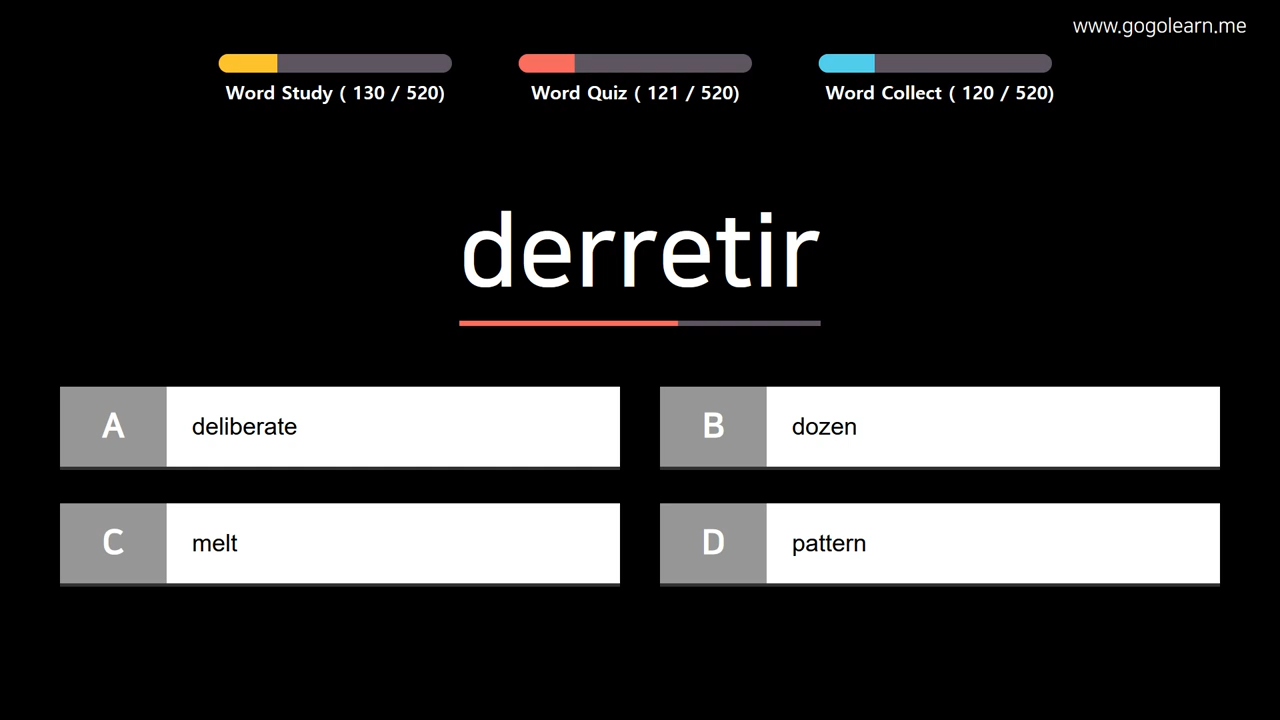 www.gogolearn.me
Word Study ( 130 / 520)
Word Quiz ( 121 / 520)
Word Collect ( 120 / 520)
derretir
A deliberate
B dozen
C melt
D pattern